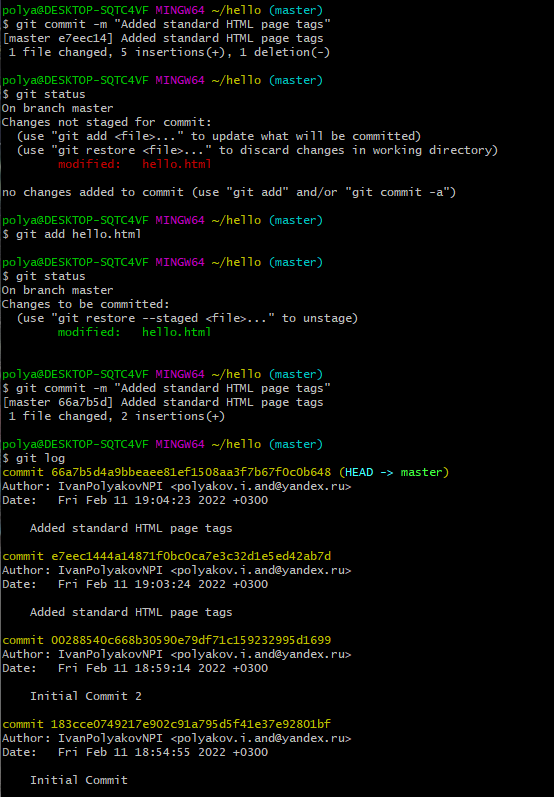 polya@DESKTOP-SQTC4VF MINGW64 ~/hello (master)
$ git commit -m "Added standard HTML page tags"
[master e7eec14] Added standard HTML page tags
 1 file changed, 5 insertions(+), 1 deletion(-)

polya@DESKTOP-SQTC4VF MINGW64 ~/hello (master)
$ git status
On branch master
Changes not staged for commit:
  (use "git add <file>..." to update what will be committed)
  (use "git restore <file>..." to discard changes in working directory)
        modified:   hello.html

no changes added to commit (use "git add" and/or "git commit -a")

polya@DESKTOP-SQTC4VF MINGW64 ~/hello (master)
$ git add hello.html

polya@DESKTOP-SQTC4VF MINGW64 ~/hello (master)
$ git status
On branch master
Changes to be committed:
  (use "git restore --staged <file>..." to unstage)
        modified:   hello.html


polya@DESKTOP-SQTC4VF MINGW64 ~/hello (master)
$ git commit -m "Added standard HTML page tags"
[master 66a7b5d] Added standard HTML page tags
 1 file changed, 2 insertions(+)

polya@DESKTOP-SQTC4VF MINGW64 ~/hello (master)
$ git log
commit 66a7b5d4a9bbeaee81ef1508aa3f7b67f0c0b648 (HEAD -> master)
Author: IvanPolyakovNPI <polyakov.i.and@yandex.ru>
Date:   Fri Feb 11 19:04:23 2022 +0300

    Added standard HTML page tags

commit e7eec1444a14871f0bc0ca7e3c32d1e5ed42ab7d
Author: IvanPolyakovNPI <polyakov.i.and@yandex.ru>
Date:   Fri Feb 11 19:03:24 2022 +0300

    Added standard HTML page tags

commit 00288540c668b30590e79df71c159232995d1699
Author: IvanPolyakovNPI <polyakov.i.and@yandex.ru>
Date:   Fri Feb 11 18:59:14 2022 +0300

    Initial Commit 2

commit 183cce0749217e902c91a795d5f41e37e92801bf
Author: IvanPolyakovNPI <polyakov.i.and@yandex.ru>
Date:   Fri Feb 11 18:54:55 2022 +0300

    Initial Commit